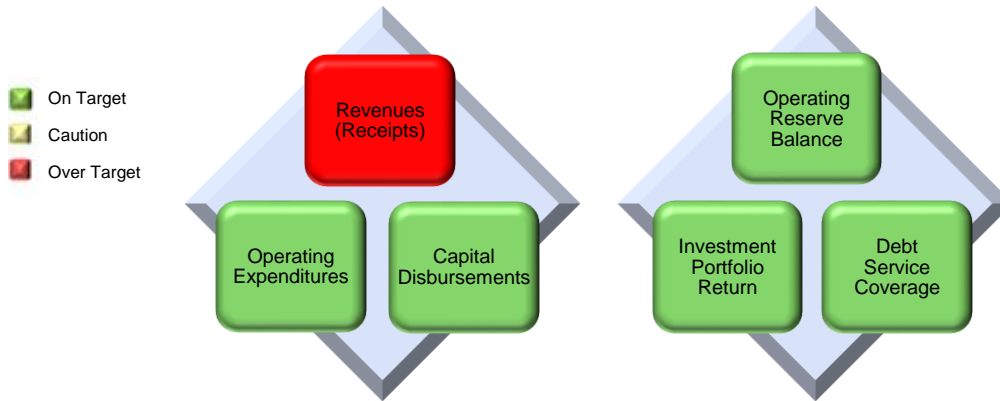 On Target
Caution
Over Target
Revenues
(Receipts)
Operating
Expenditures
Capital
Disbursements
Operating
Reserve
Balance
Investment
Portfolio
Return
Debt
Service
Coverage